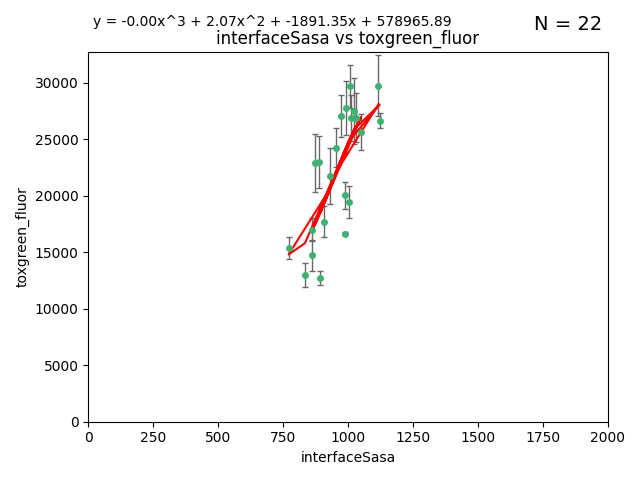 y = -0.00x^3 + 2.07x^2 + -1891.35x + 578965.89
N = 22
interfaceSasa vs toxgreen_fluor
30000
25000
20000
15000
10000
5000
0
toxgreen_fluor
0 250 500 750 1000 1250 1500 1750 2000
interfaceSasa